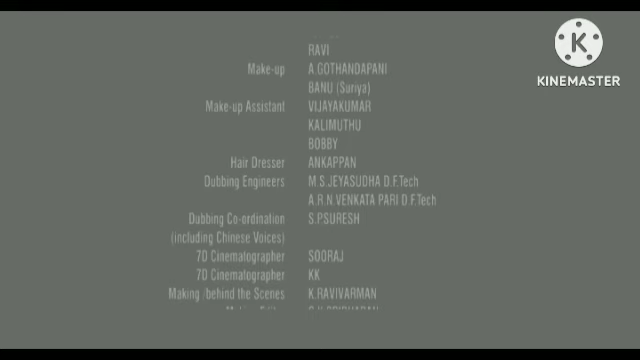 RAVI
Make-up A.GOTHANDAPANI
BANU (Suriya)
Make-up Assistant VIJAYAKUMAR
KALIMUTHU
BOBBY
Hair Dresser ANKAPPAN
Dubbing Engineers M.S.JEYASUDHA D.F.Tech
A.R.N.VENKATA PARI D.F.Tech
Dubbing Co-ordination S.P.SURESH
(including Chinese Voices)
7D Cinematographer SOORAJ
7D Cinematographer KK
Making /behind the Scenes K.RAVIVARMAN
K
KINEMASTER